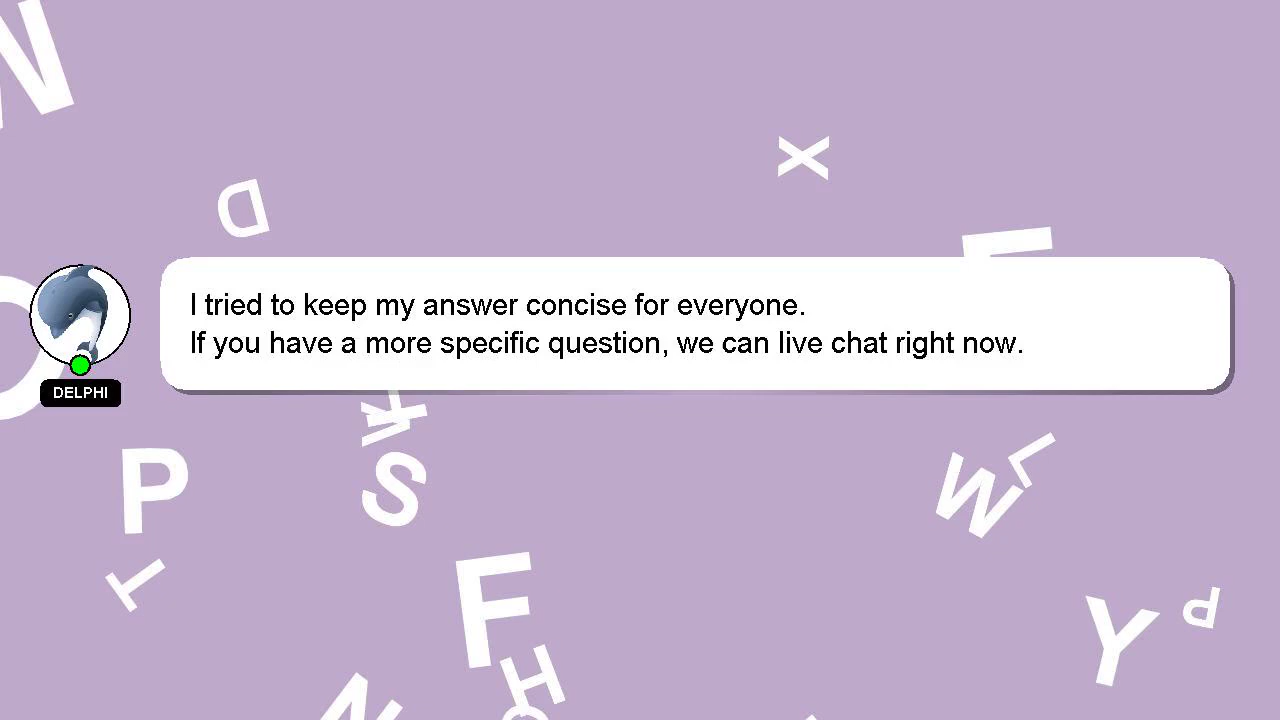 N
D
X
I tried to keep my answer concise for everyone.
If you have a more specific question, we can live chat right now.
DELPHI
P
S
L
W
T
F
Y
P
H
N